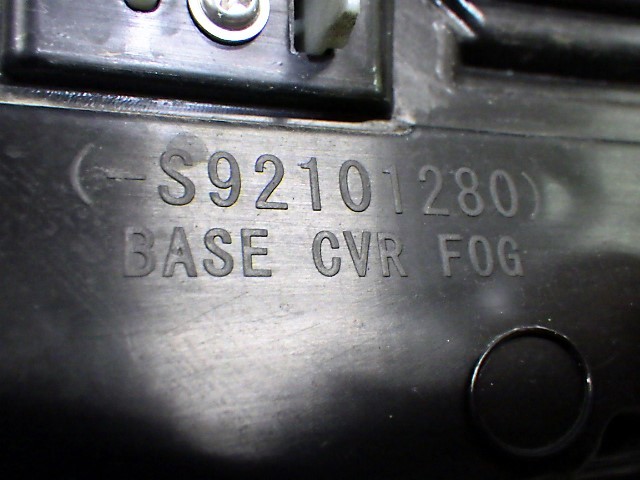 (-S92101280)
BASE CVR FOG